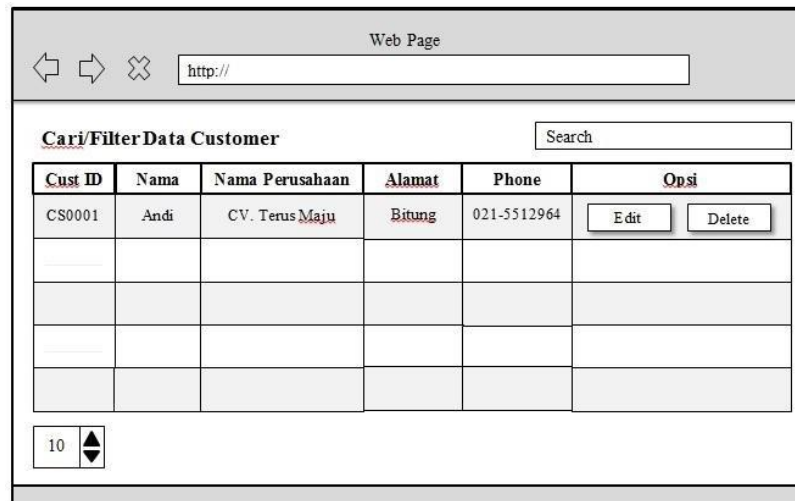 Web Page
http://
Cari/Filter Data Customer
Search
Cust ID Nama Nama Perusahaan Alamat Phone Opsi
CS0001 Andi CV. Terus Maju Bitung 021-5512964 Edit Delete
10